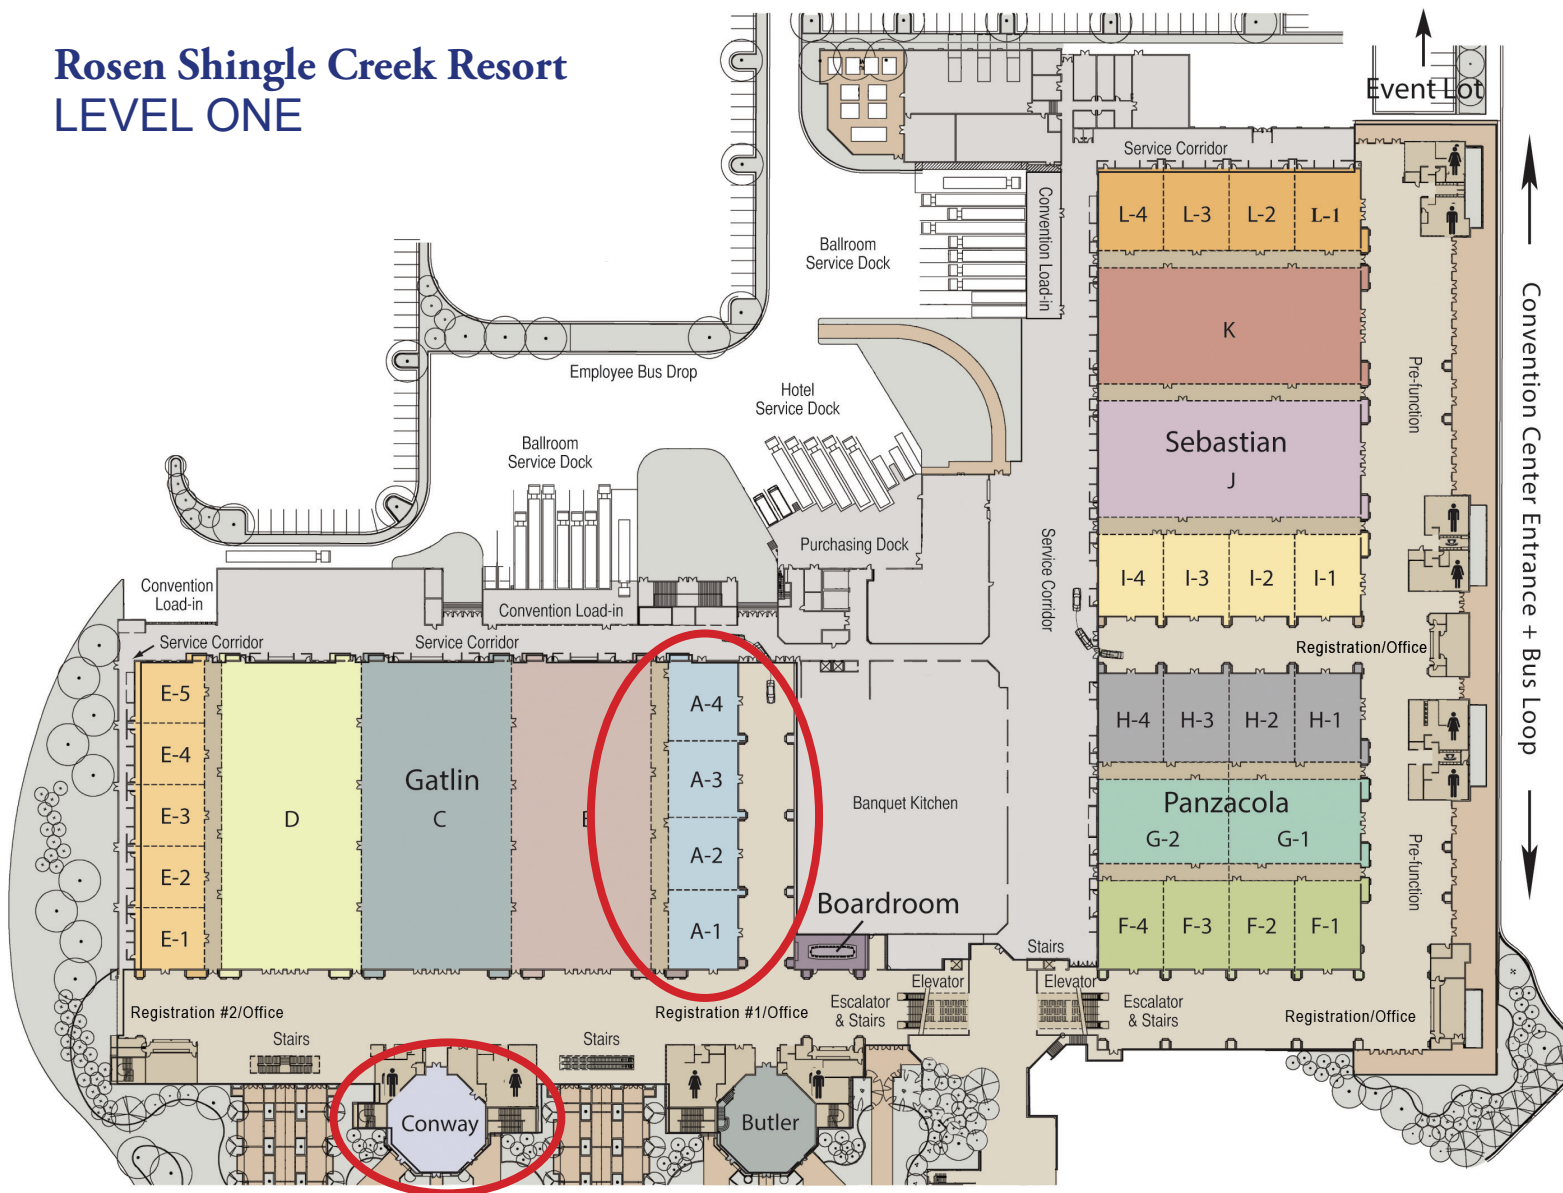 Rosen Shingle Creek Resort
LEVEL ONE
Event Lot
Service Corridor
L-4
L-3
L-2
L-1
Convention Load-in
Ballroom
Service Dock
K
Employee Bus Drop
Hotel
Service Dock
Pre-function
Convention Center Entrance + Bus Loop
Ballroom
Service Dock
Sebastian
J
Purchasing Dock
Service Corridor
I-4
I-3
I-2
I-1
Convention
Load-in
Convention Load-in
Service Corridor
Service Corridor
Registration/Office
E-5
E-4
E-3
E-2
E-1
D
Gatlin
C
A-4
A-3
A-2
A-1
Banquet Kitchen
Boardroom
H-4
H-3
H-2
H-1
Panzacola
G-2
G-1
Pre-function
F-4
F-3
F-2
F-1
Stairs
Elevator
Elevator
Escalator
& Stairs
Escalator
& Stairs
Registration #2/Office
Registration #1/Office
Registration/Office
Stairs
Stairs
Conway
Butler